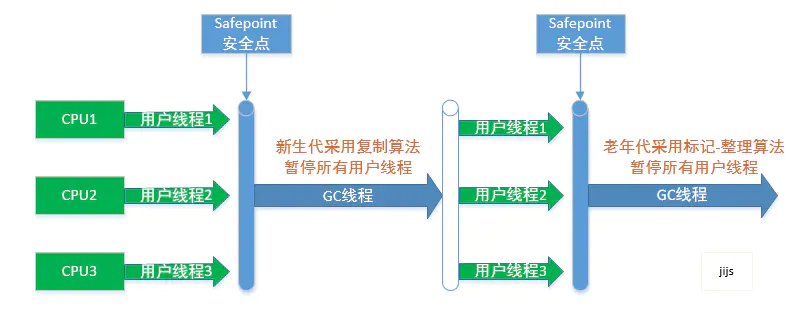 Safepoint
安全点
Safepoint
安全点
CPU1
用户线程1
新生代采用复制算法
暂停所有用户线程
用户线程1
老年代采用标记-整理算法
暂停所有用户线程
CPU2
用户线程2
GC线程
用户线程2
GC线程
CPU3
用户线程3
用户线程3
jijs